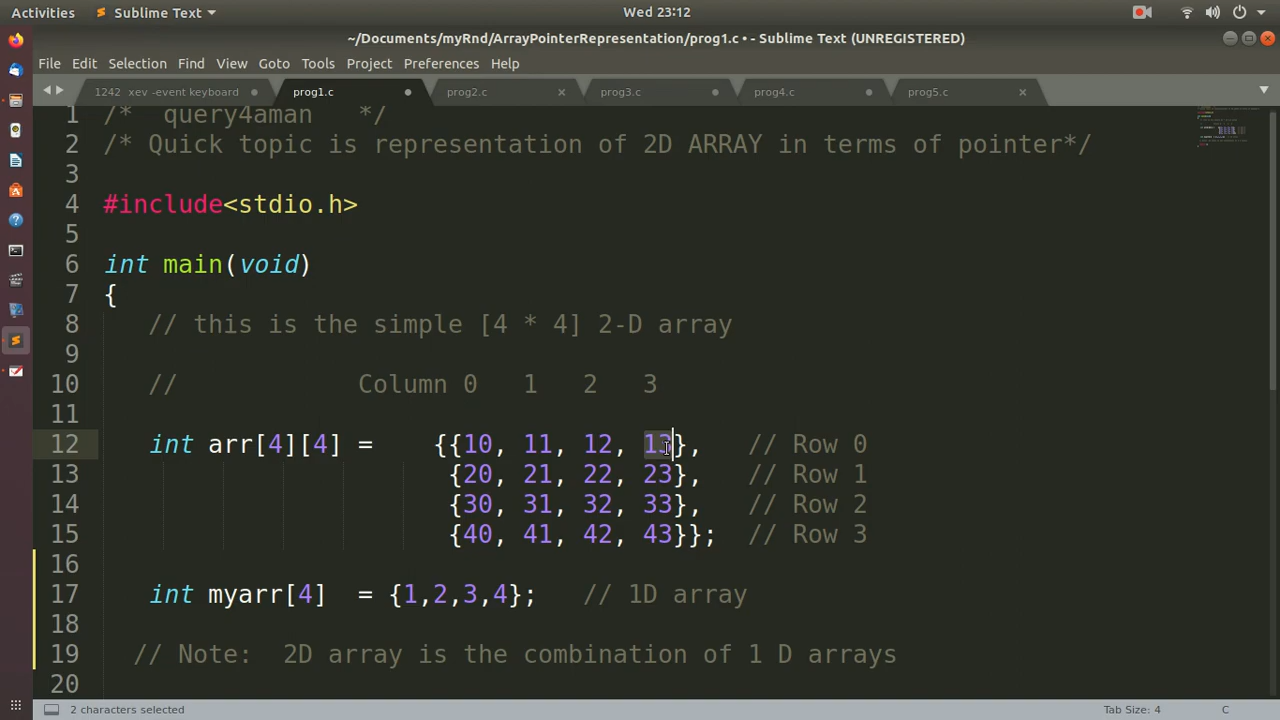 Activities Sublime Text Wed 23:12
~/Documents/myRnd/ArrayPointerRepresentation/prog1.c • - Sublime Text (UNREGISTERED)
File Edit Selection Find View Goto Tools Project Preferences Help
1242 xev -event keyboard prog1.c prog2.c prog3.c prog4.c prog5.c
1 /* query4aman */
2 /* Quick topic is representation of 2D ARRAY in terms of pointer*/
3
4 #include<stdio.h>
5
6 int main(void)
7 {
8 // this is the simple [4 * 4] 2-D array
9
10 // Column 0 1 2 3
11
12 int arr[4][4] = {{10, 11, 12, 13}, // Row 0
13 {20, 21, 22, 23}, // Row 1
14 {30, 31, 32, 33}, // Row 2
15 {40, 41, 42, 43}}; // Row 3
16
17 int myarr[4] = {1,2,3,4}; // 1D array
18
19 // Note: 2D array is the combination of 1 D arrays
20
2 characters selected Tab Size: 4 C